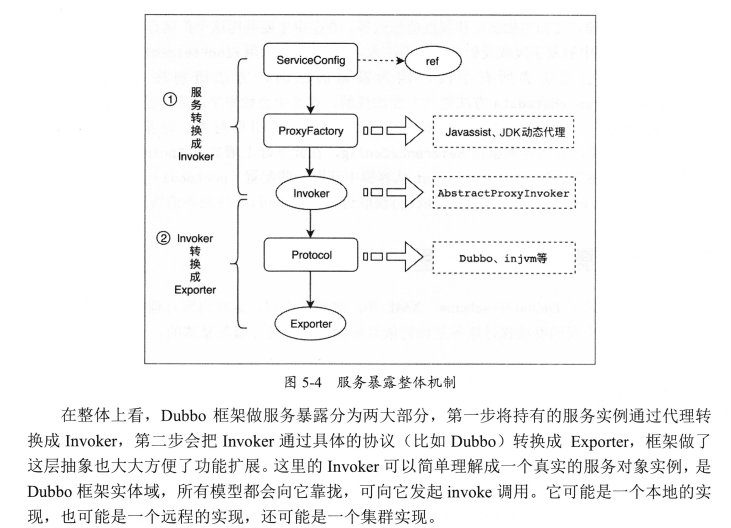 ServiceConfig
ref
① 服务转换成Invoker
ProxyFactory
Javassist、JDK动态代理
Invoker
AbstractProxyInvoker
② Invoker转换成Exporter
Protocol
Dubbo、injvm等
Exporter
图 5-4 服务暴露整体机制
在整体上看，Dubbo 框架做服务暴露分为两大部分，第一步将持有的服务实例通过代理转
换成 Invoker，第二步会把 Invoker 通过具体的协议（比如 Dubbo）转换成 Exporter，框架做了
这层抽象也大大方便了功能扩展。这里的 Invoker 可以简单理解成一个真实的服务对象实例，是
Dubbo 框架实体域，所有模型都会向它靠拢，可向它发起 invoke 调用。它可能是一个本地的实
现，也可能是一个远程的实现，还可能是一个集群实现。